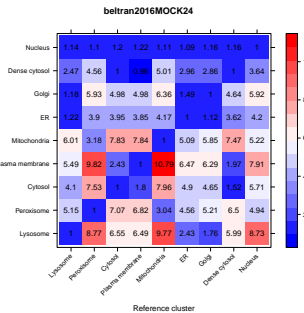 beltran2016MOCK24
Nucleus 1.14 1.1 1.2 1.22 1.11 1.09 1.16 1.16 1
Dense cytosol 2.47 4.56 1 0.98 5.01 2.96 2.86 1 3.64
Golgi 1.18 5.93 4.98 4.98 6.36 1.49 1 4.64 5.92
ER 1.22 3.9 3.95 3.85 4.17 1 1.12 3.62 4.2
Mitochondria 6.01 3.18 7.83 7.84 1 5.09 5.85 7.47 5.22
asma membrane 5.49 9.82 2.43 1 10.79 6.47 6.29 1.97 7.91
Cytosol 4.1 7.53 1 1.8 7.96 4.9 4.65 1.52 5.71
Peroxisome 5.15 1 7.07 6.82 3.04 4.56 5.21 6.5 4.94
Lysosome 1 8.77 6.55 6.49 9.77 2.43 1.76 5.99 8.73
Lysosome Peroxisome Cytosol Plasma membrane Mitochondria ER Golgi Dense cytosol Nucleus
Reference cluster